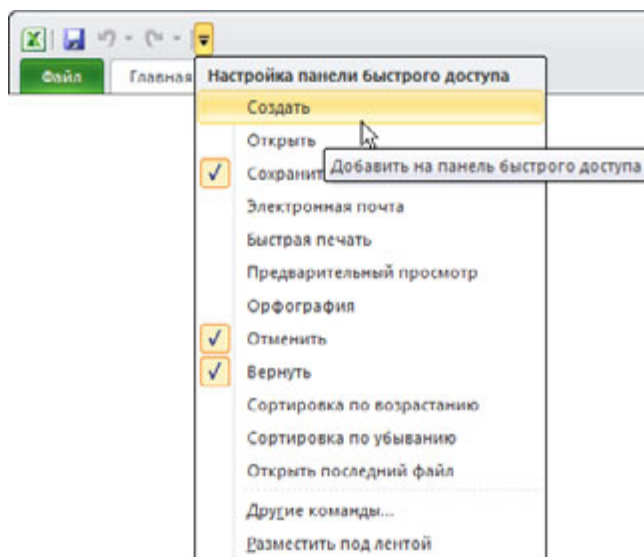 Файл Главная
Настройка панели быстрого доступа
Создать
Открыть
Сохранит
Добавить на панель быстрого доступа
Электронная почта
Быстрая печать
Предварительный просмотр
Орфография
Отменить
Вернуть
Сортировка по возрастанию
Сортировка по убыванию
Открыть последний файл
Другие команды...
Разместить под лентой